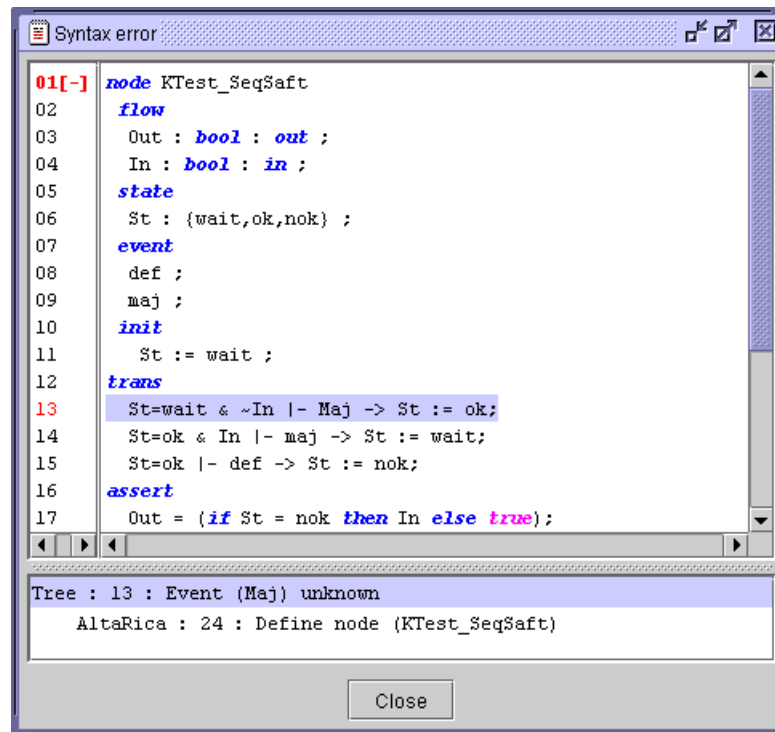 Syntax error
01[-] node KTest_SeqSaft
02 flow
03 Out : bool : out ;
04 In : bool : in ;
05 state
06 St : {wait,ok,nok} ;
07 event
08 def ;
09 maj ;
10 init
11 St := wait ;
12 trans
13 St=wait & ~In |- Maj -> St := ok;
14 St=ok & In |- maj -> St := wait;
15 St=ok |- def -> St := nok;
16 assert
17 Out = (if St = nok then In else true);
Tree : 13 : Event (Maj) unknown
AltaRica : 24 : Define node (KTest_SeqSaft)
Close